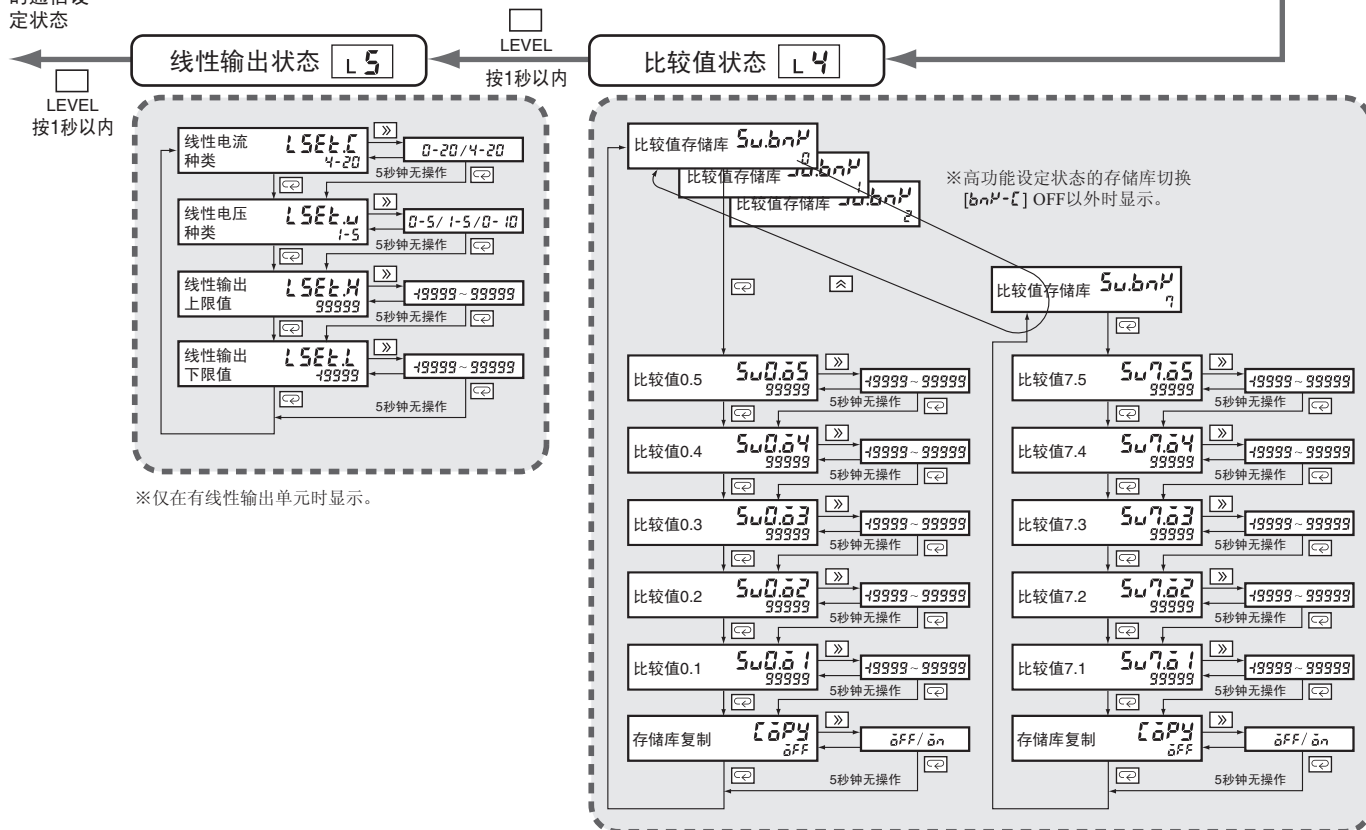 的通信设
定状态
LEVEL
按1秒以内
线性输出状态 L 5
LEVEL
按1秒以内
比较值状态 L 4
线性电流
种类
LSEt.C
4-20
0-20/4-20
5秒钟无操作
线性电压
种类
LSEt.u
1-5
0-5/1-5/0-10
5秒钟无操作
线性输出
上限值
LSEt.H
99999
-19999~99999
5秒钟无操作
线性输出
下限值
LSEt.L
-19999
-19999~99999
5秒钟无操作
※仅在有线性输出单元时显示。
比较值存储库 Su.bnK
0
比较值存储库 Su.bnK
1
比较值存储库 Su.bnK
2
※高功能设定状态的存储库切换
[bnK-C] OFF以外时显示。
比较值存储库 Su.bnK
7
比较值0.5 Su0.o5
99999
-19999~99999
5秒钟无操作
比较值0.4 Su0.o4
99999
-19999~99999
5秒钟无操作
比较值0.3 Su0.o3
99999
-19999~99999
5秒钟无操作
比较值0.2 Su0.o2
99999
-19999~99999
5秒钟无操作
比较值0.1 Su0.o1
99999
-19999~99999
5秒钟无操作
存储库复制 CoPY
oFF
oFF/on
5秒钟无操作
比较值7.5 Su7.o5
99999
-19999~99999
5秒钟无操作
比较值7.4 Su7.o4
99999
-19999~99999
5秒钟无操作
比较值7.3 Su7.o3
99999
-19999~99999
5秒钟无操作
比较值7.2 Su7.o2
99999
-19999~99999
5秒钟无操作
比较值7.1 Su7.o1
99999
-19999~99999
5秒钟无操作
存储库复制 CoPY
oFF
oFF/on
5秒钟无操作